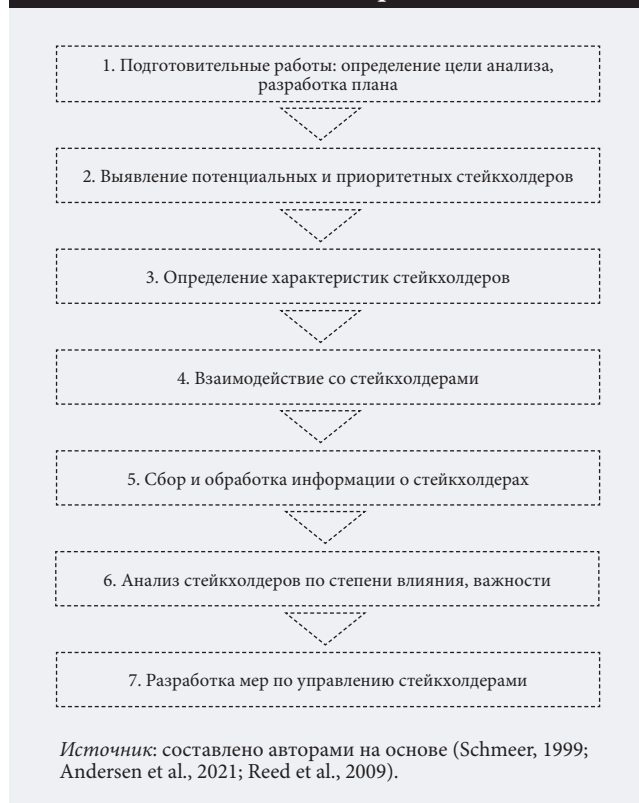 1. Подготовительные работы: определение цели анализа,
разработка плана
2. Выявление потенциальных и приоритетных стейкхолдеров
3. Определение характеристик стейкхолдеров
4. Взаимодействие со стейкхолдерами
5. Сбор и обработка информации о стейкхолдерах
6. Анализ стейкхолдеров по степени влияния, важности
7. Разработка мер по управлению стейкхолдерами
Источник: составлено авторами на основе (Schmeer, 1999;
Andersen et al., 2021; Reed et al., 2009).